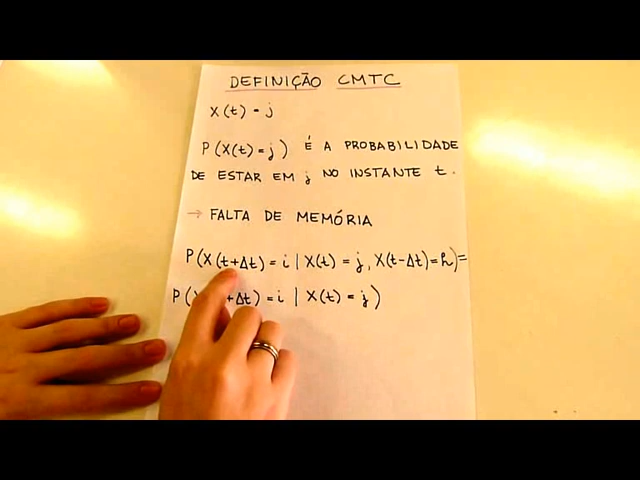 DEFINIÇÃO CMTC
X(t) = j
P(X(t) = j) É A PROBABILIDADE
DE ESTAR EM j NO INSTANTE t.
→ FALTA DE MEMÓRIA
P(X(t+Δt) = i | X(t) = j, X(t-Δt) = h) =
P(X +Δt) = i | X(t) = j)